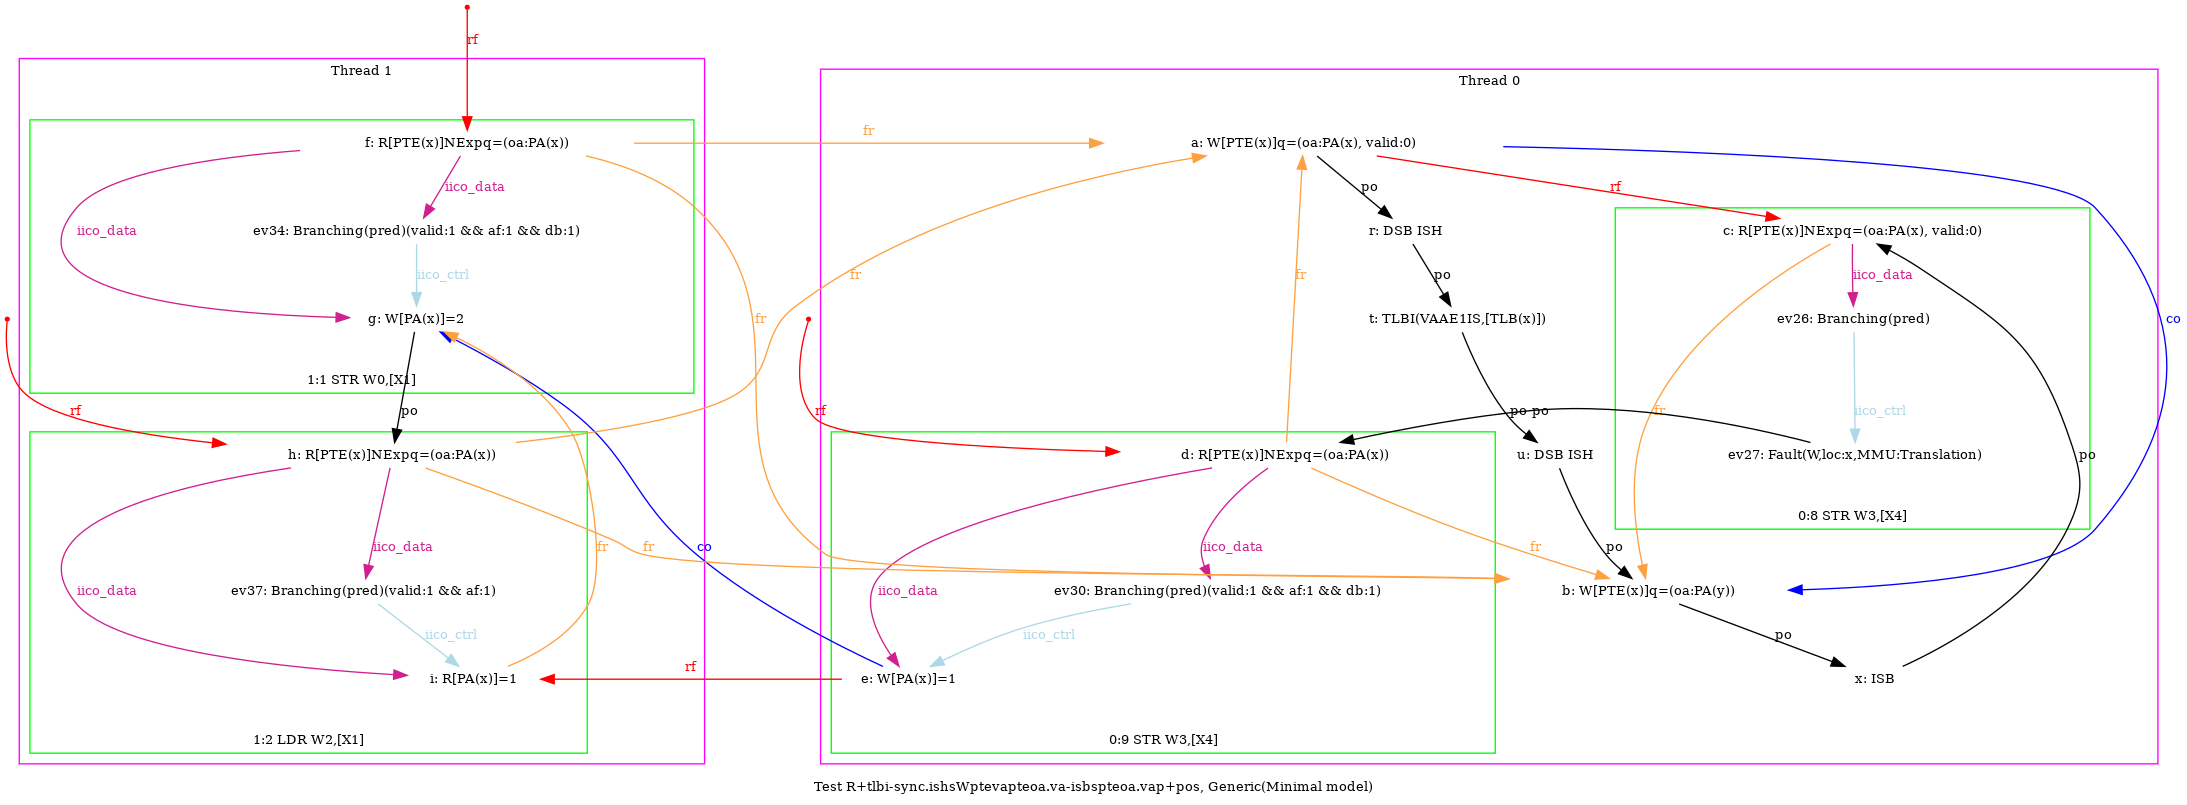 rf
Thread 1
Thread 0
f: R[PTE(x)]NExpq=(oa:PA(x))
fr
a: W[PTE(x)]q=(oa:PA(x), valid:0)
iico_data
po
rf
iico_data
ev34: Branching(pred)(valid:1 && af:1 && db:1)
r: DSB ISH
c: R[PTE(x)]NExpq=(oa:PA(x), valid:0)
iico_ctrl
fr
fr
po
iico_data
g: W[PA(x)]=2
fr
t: TLBI(VAAE1IS,[TLB(x)])
ev26: Branching(pred)
co
1:1 STR W0,[X1]
rf
po
rf
po
po
fr
iico_ctrl
h: R[PTE(x)]NExpq=(oa:PA(x))
d: R[PTE(x)]NExpq=(oa:PA(x))
u: DSB ISH
ev27: Fault(W,loc:x,MMU:Translation)
po
0:8 STR W3,[X4]
iico_data
fr
fr
co
iico_data
fr
po
iico_data
ev37: Branching(pred)(valid:1 && af:1)
iico_data
ev30: Branching(pred)(valid:1 && af:1 && db:1)
b: W[PTE(x)]q=(oa:PA(y))
iico_ctrl
iico_ctrl
po
rf
i: R[PA(x)]=1
e: W[PA(x)]=1
x: ISB
1:2 LDR W2,[X1]
0:9 STR W3,[X4]
Test R+tlbi-sync.ishsWptevapteoa.va-isbspteoa.vap+pos, Generic(Minimal model)